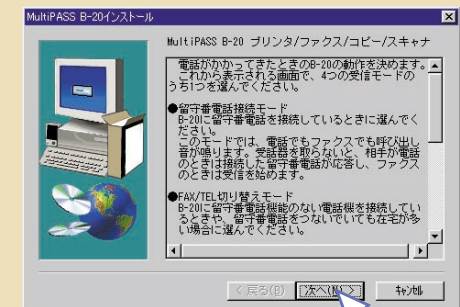 MultiPASS B-20インストール
MultiPASS B-20 プリンタ/ファクス/コピー/スキャナ
電話がかかってきたときのB-20の動作を決めます。
これから表示される画面で、4つの受信モードの
うち1つを選んでください。
●留守番電話接続モード
B-20に留守番電話を接続しているときに選んでく
ださい。
このモードでは、電話でもファクスでも呼び出し
音が鳴ります。受話器を取らないと、相手が電話
のときは接続した留守番電話が応答し、ファクス
のときは受信を始めます。
●FAX/TEL切り替えモード
B-20に留守番電話機能のない電話機を接続してい
るときや、留守番電話をつないでいても在宅が多
い場合に選んでください。
< 戻る(B)
次へ(N) >
キャンセル